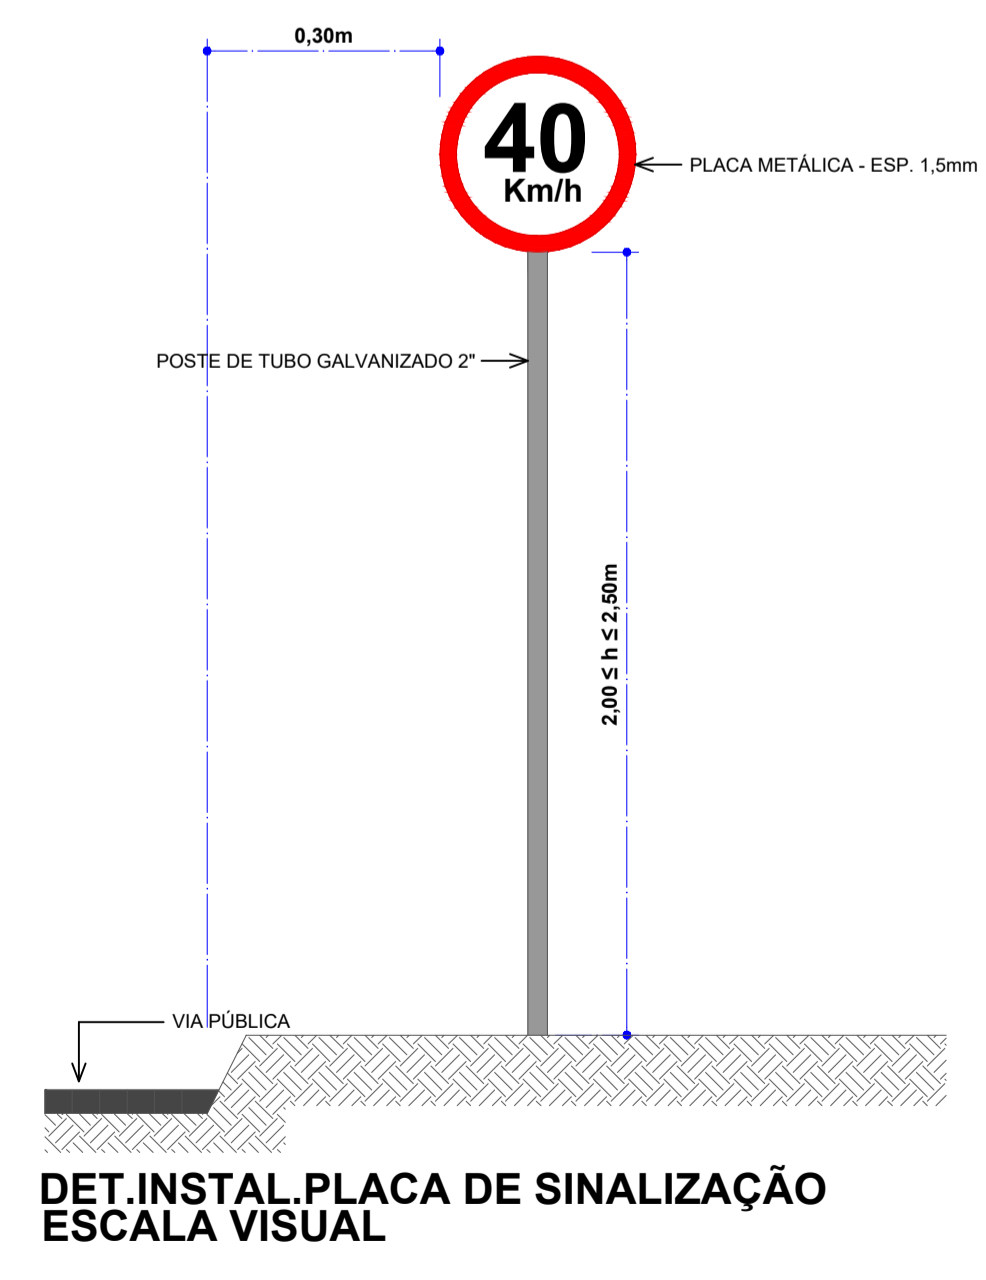 0,30m
40
Km/h
PLACA METÁLICA - ESP. 1,5mm
POSTE DE TUBO GALVANIZADO 2"
2,00 ≤ h ≤ 2,50m
VIA PÚBLICA
DET.INSTAL.PLACA DE SINALIZAÇÃO
ESCALA VISUAL